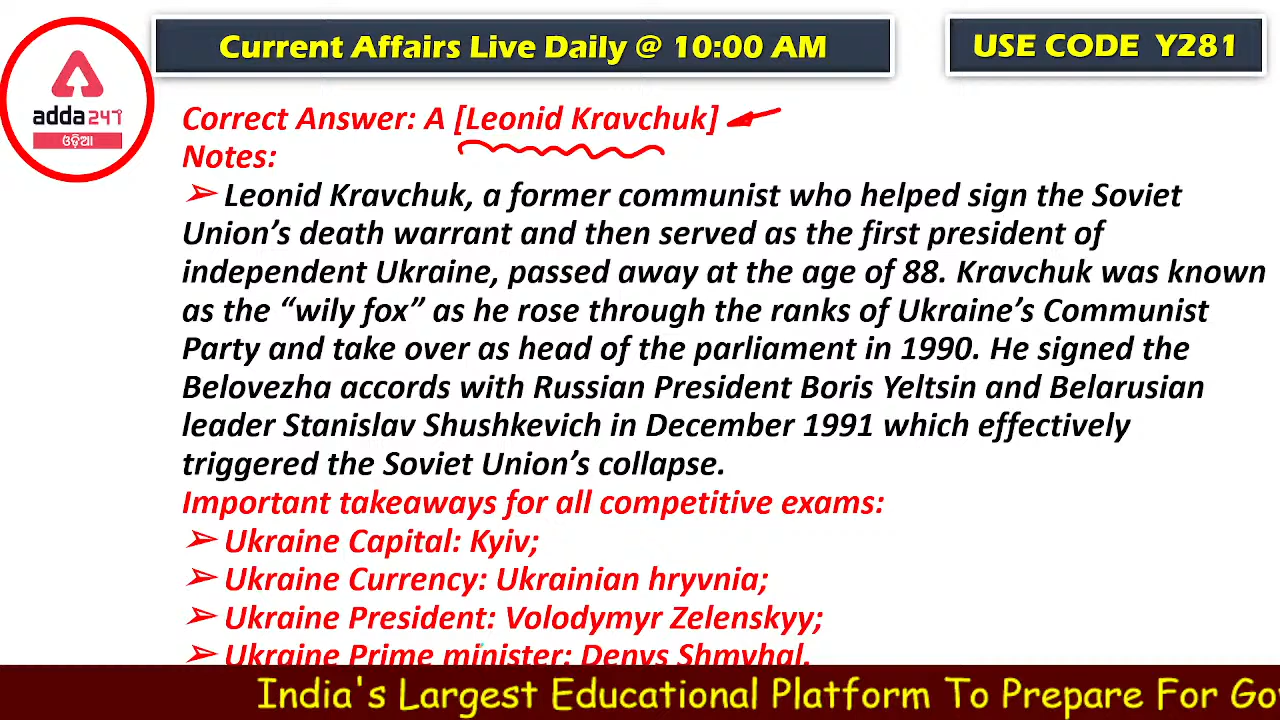 Current Affairs Live Daily @ 10:00 AM
USE CODE Y281
adda247
ଓଡ଼ିଆ
Correct Answer: A [Leonid Kravchuk]
Notes:
➢ Leonid Kravchuk, a former communist who helped sign the Soviet
Union’s death warrant and then served as the first president of
independent Ukraine, passed away at the age of 88. Kravchuk was known
as the “wily fox” as he rose through the ranks of Ukraine’s Communist
Party and take over as head of the parliament in 1990. He signed the
Belovezha accords with Russian President Boris Yeltsin and Belarusian
leader Stanislav Shushkevich in December 1991 which effectively
triggered the Soviet Union’s collapse.
Important takeaways for all competitive exams:
➢ Ukraine Capital: Kyiv;
➢ Ukraine Currency: Ukrainian hryvnia;
➢ Ukraine President: Volodymyr Zelenskyy;
➢ Ukraine Prime minister: Denys Shmyhal.
India's Largest Educational Platform To Prepare For Go